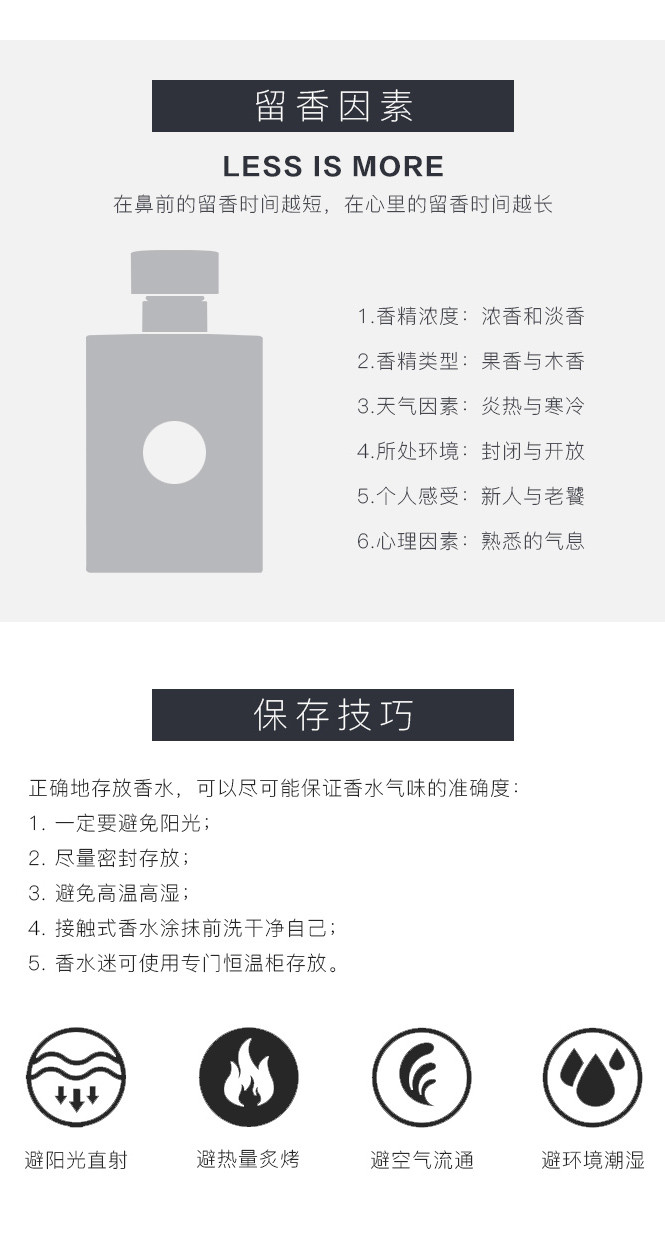 留香因素
LESS IS MORE
在鼻前的留香时间越短，在心里的留香时间越长
1.香精浓度：浓香和淡香
2.香精类型：果香与木香
3.天气因素：炎热与寒冷
4.所处环境：封闭与开放
5.个人感受：新人与老饕
6.心理因素：熟悉的气息
保存技巧
正确地存放香水，可以尽可能保证香水气味的准确度：
1. 一定要避免阳光；
2. 尽量密封存放；
3. 避免高温高湿；
4. 接触式香水涂抹前洗干净自己；
5. 香水迷可使用专门恒温柜存放。
避阳光直射
避热量炙烤
避空气流通
避环境潮湿